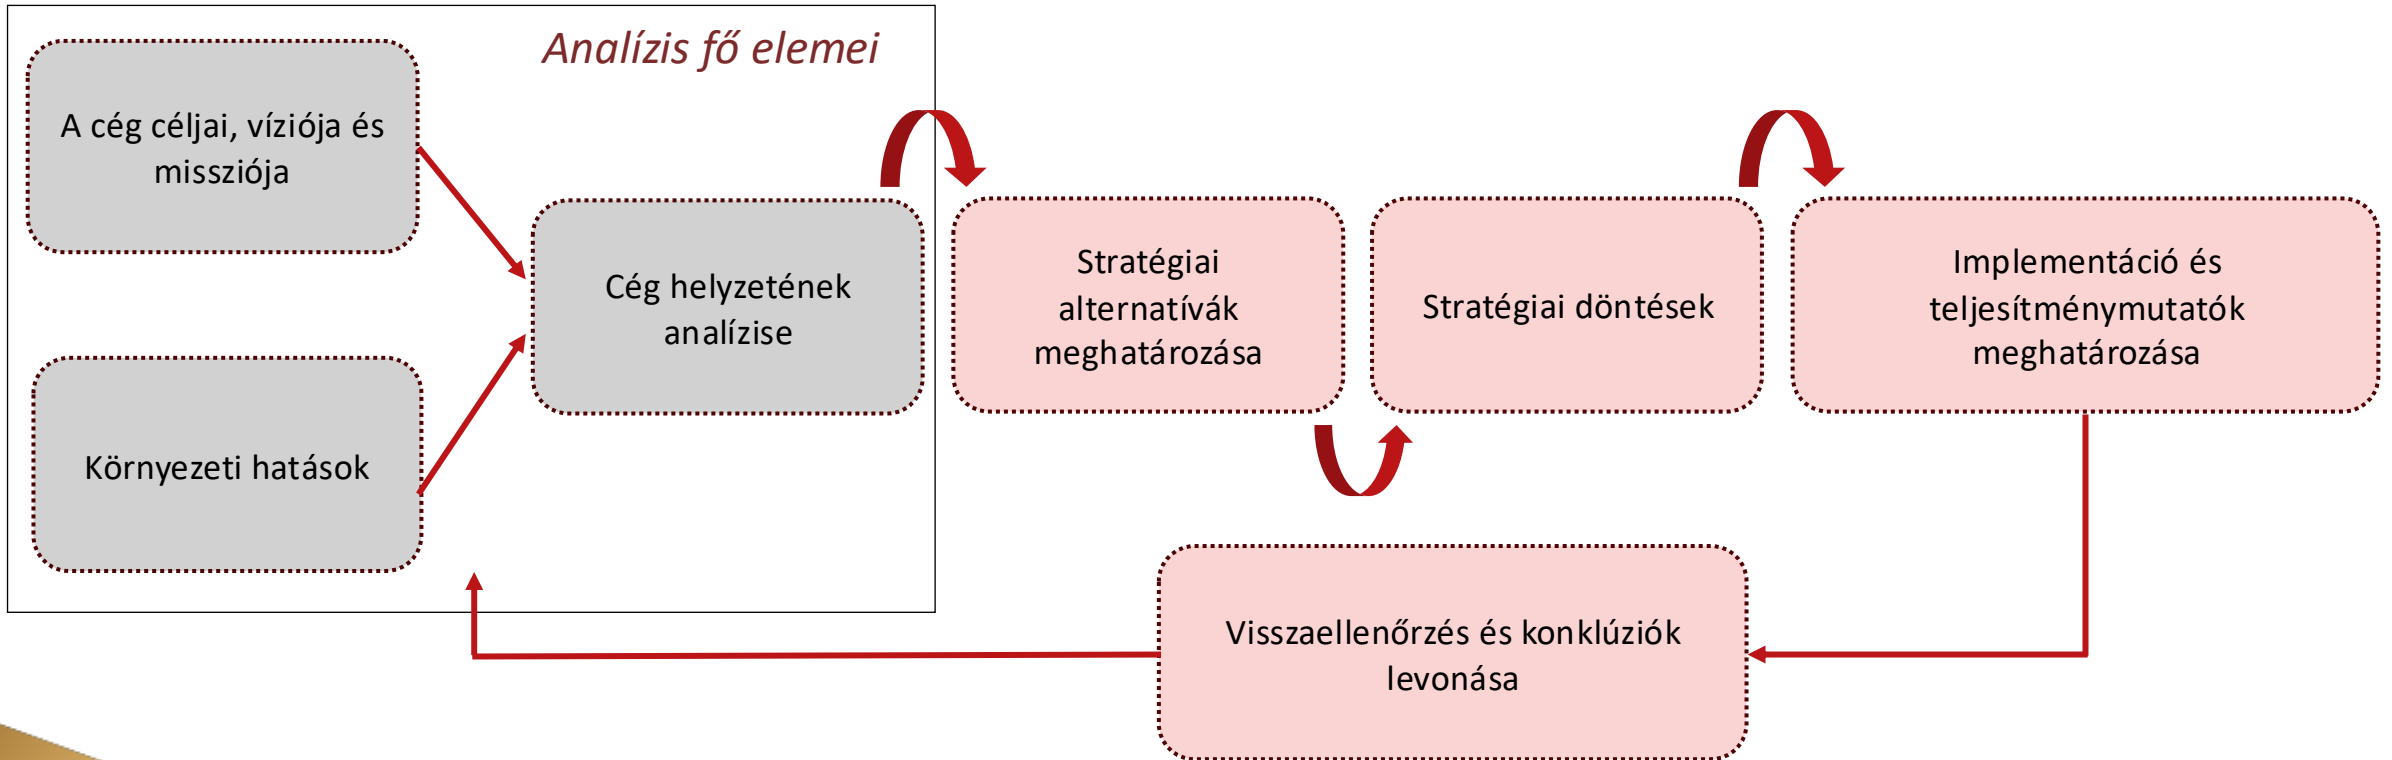 Analízis fő elemei
A cég céljai, víziója és
missziója
Környezeti hatások
Cég helyzetének
analízise
Stratégiai
alternatívák
meghatározása
Stratégiai döntések
Implementáció és
teljesítménymutatók
meghatározása
Visszaellenőrzés és konklúziók
levonása